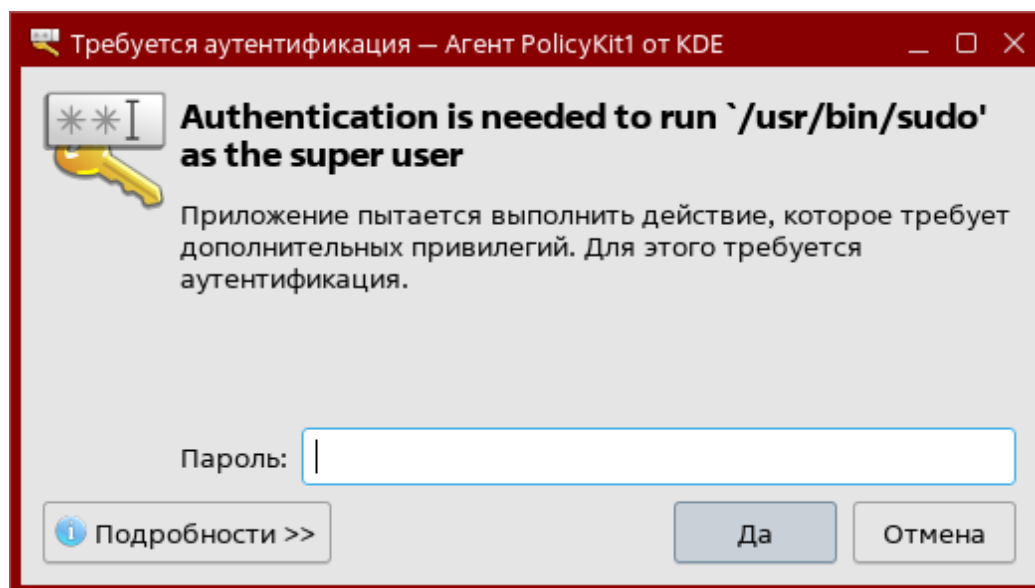 Требуется аутентификация — Агент PolicyKit1 от KDE
Authentication is needed to run `/usr/bin/sudo'
as the super user
Приложение пытается выполнить действие, которое требует
дополнительных привилегий. Для этого требуется
аутентификация.
Пароль:
Подробности >>
Да
Отмена